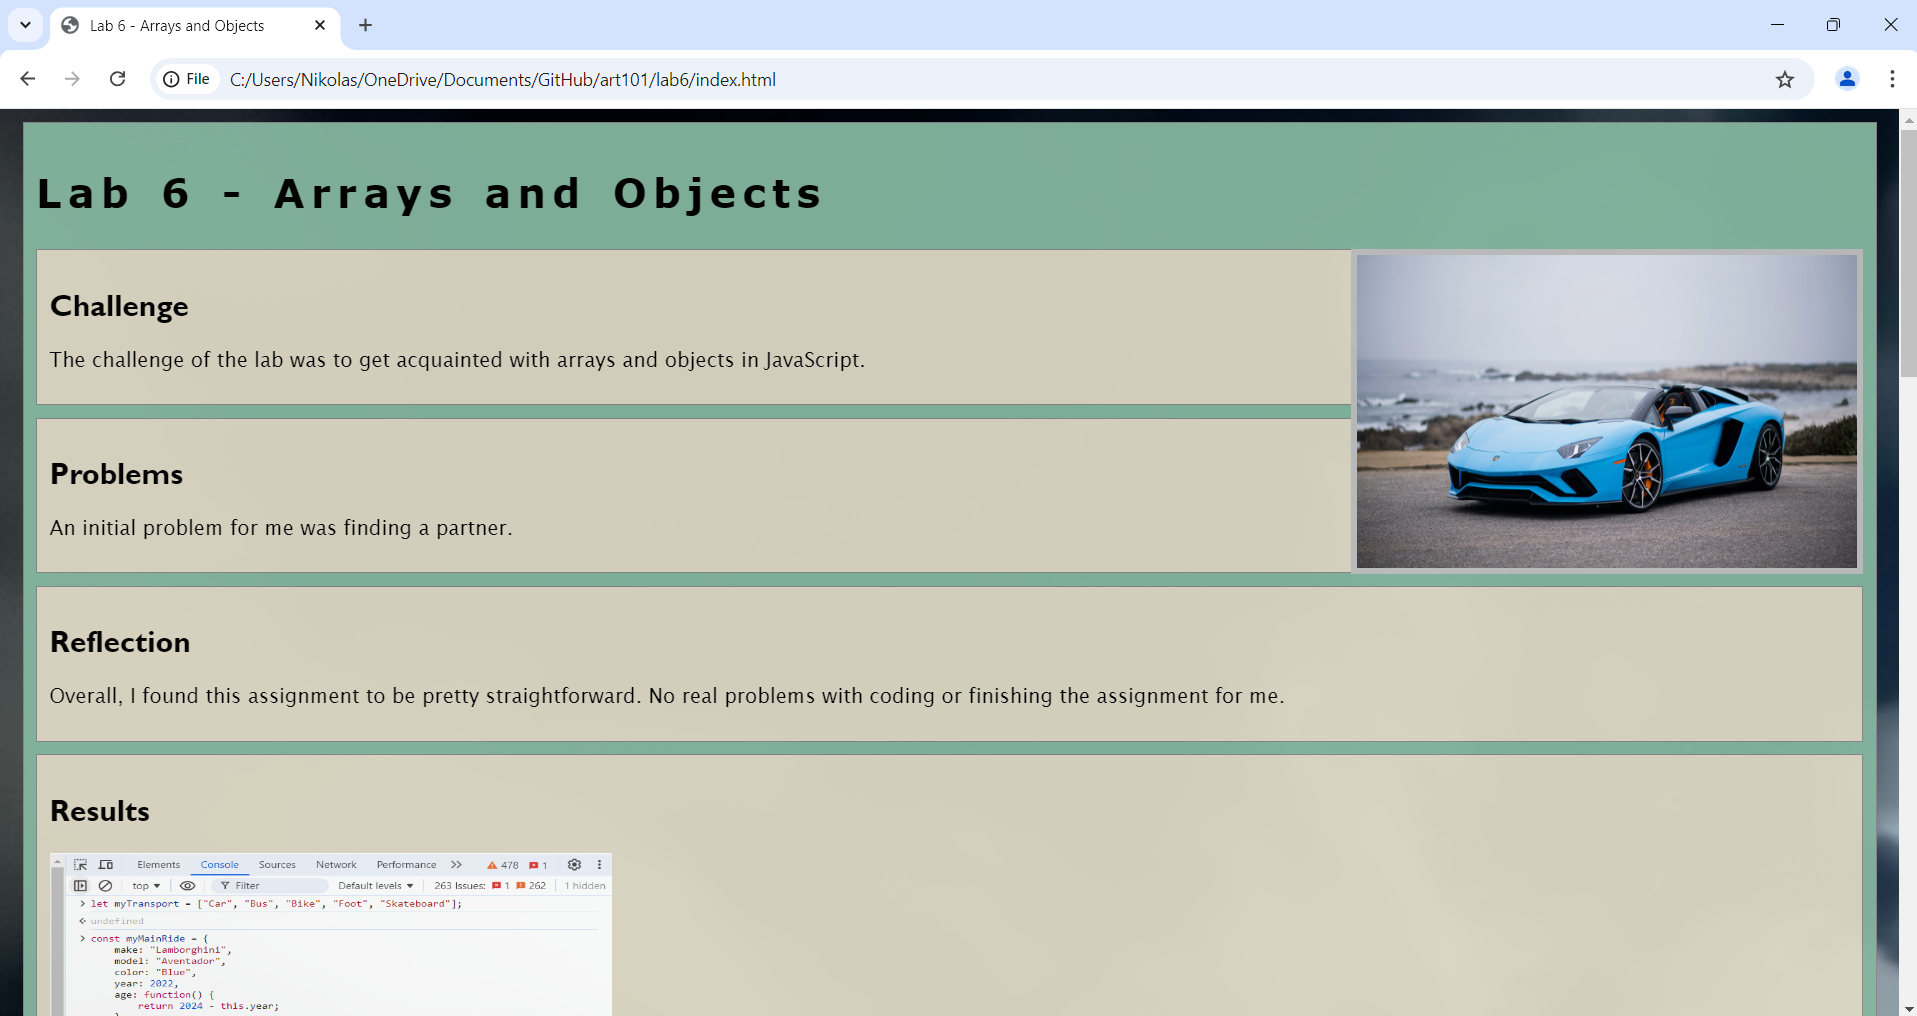 Lab 6 - Arrays and Objects
File C:/Users/Nikolas/OneDrive/Documents/GitHub/art101/lab6/index.html
Lab 6 - Arrays and Objects
Challenge
The challenge of the lab was to get acquainted with arrays and objects in JavaScript.
Problems
An initial problem for me was finding a partner.
Reflection
Overall, I found this assignment to be pretty straightforward. No real problems with coding or finishing the assignment for me.
Results
Elements Console Sources Network Performance 478 1
top Filter Default levels 263 Issues: 1 262 1 hidden
> let myTransport = ["Car", "Bus", "Bike", "Foot", "Skateboard"];
undefined
> const myMainRide = {
make: "Lamborghini",
model: "Aventador",
color: "Blue",
year: 2022,
age: function() {
return 2024 - this.year;